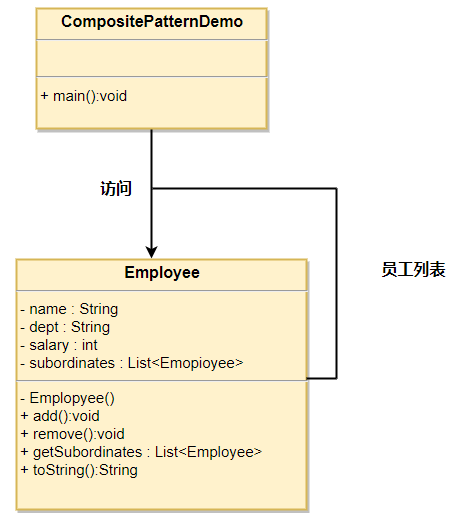 CompositePatternDemo
+ main():void
访问
员工列表
Employee
- name : String
- dept : String
- salary : int
- subordinates : List<Emopioyee>
- Emplopyee()
+ add():void
+ remove():void
+ getSubordinates : List<Employee>
+ toString():String